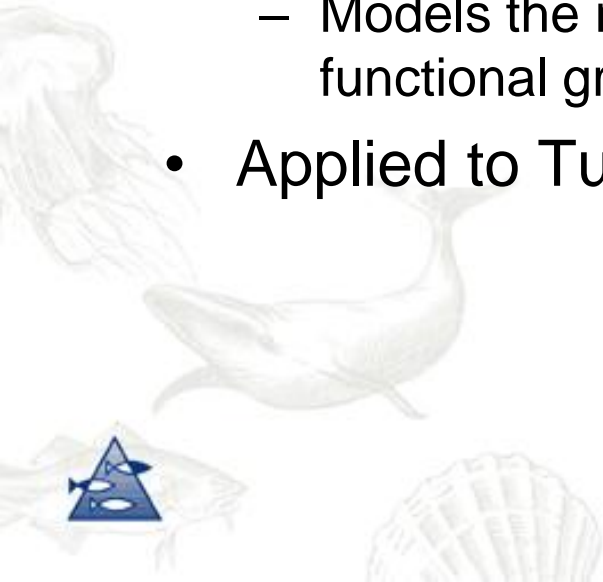 – Models the
functional
• Applied to